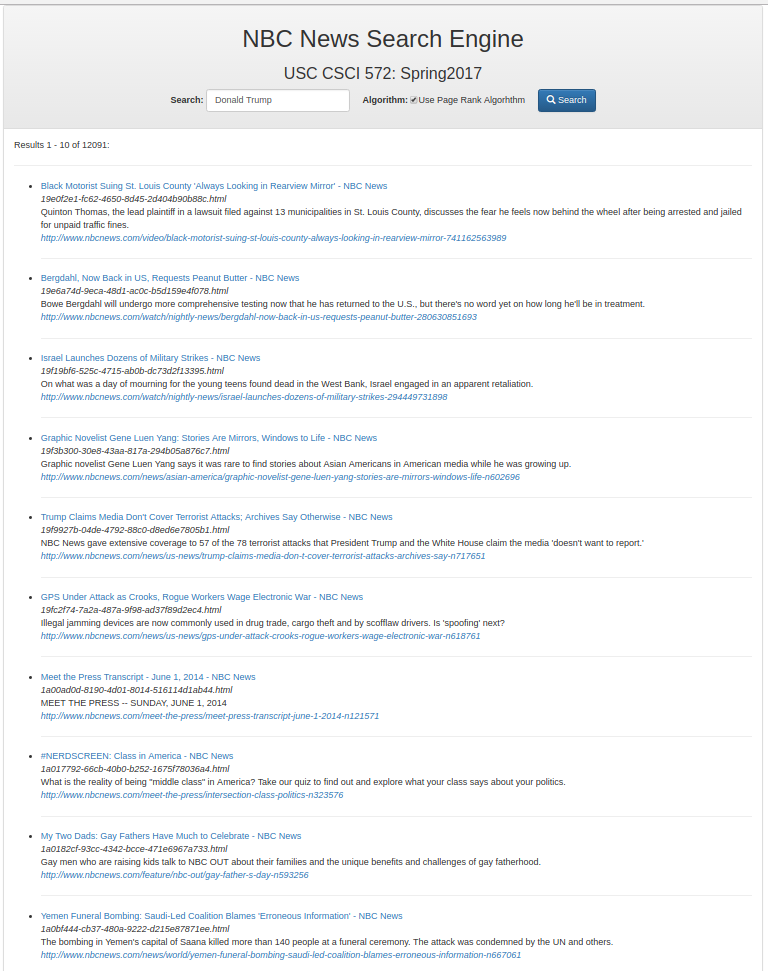 NBC News Search Engine
USC CSCI 572: Spring2017
Search: Donald Trump Algorithm: Use Page Rank Algorhthm Search
Results 1 - 10 of 12091:
Black Motorist Suing St. Louis County 'Always Looking in Rearview Mirror' - NBC News
19e0f2e1-fc62-4650-8d45-2d404b90b88c.html
Quinton Thomas, the lead plaintiff in a lawsuit filed against 13 municipalities in St. Louis County, discusses the fear he feels now behind the wheel after being arrested and jailed
for unpaid traffic fines.
http://www.nbcnews.com/video/black-motorist-suing-st-louis-county-always-looking-in-rearview-mirror-741162563989
Bergdahl, Now Back in US, Requests Peanut Butter - NBC News
19e6a74d-9eca-48d1-ac0c-b5d159e4f078.html
Bowe Bergdahl will undergo more comprehensive testing now that he has returned to the U.S., but there's no word yet on how long he'll be in treatment.
http://www.nbcnews.com/watch/nightly-news/bergdahl-now-back-in-us-requests-peanut-butter-280630851693
Israel Launches Dozens of Military Strikes - NBC News
19f19bf6-525c-4715-ab0b-dc73d2f13395.html
On what was a day of mourning for the young teens found dead in the West Bank, Israel engaged in an apparent retaliation.
http://www.nbcnews.com/watch/nightly-news/israel-launches-dozens-of-military-strikes-294449731898
Graphic Novelist Gene Luen Yang: Stories Are Mirrors, Windows to Life - NBC News
19f3b300-30e8-43aa-817a-294b05a876c7.html
Graphic novelist Gene Luen Yang says it was rare to find stories about Asian Americans in American media while he was growing up.
http://www.nbcnews.com/news/asian-america/graphic-novelist-gene-luen-yang-stories-are-mirrors-windows-life-n602696
Trump Claims Media Don't Cover Terrorist Attacks; Archives Say Otherwise - NBC News
19f9927b-04de-4792-88c0-d8ed6e7805b1.html
NBC News gave extensive coverage to 57 of the 78 terrorist attacks that President Trump and the White House claim the media 'doesn't want to report.'
http://www.nbcnews.com/news/us-news/trump-claims-media-don-t-cover-terrorist-attacks-archives-say-n717651
GPS Under Attack as Crooks, Rogue Workers Wage Electronic War - NBC News
19fc2f74-7a2a-487a-9f98-ad37f89d2ec4.html
Illegal jamming devices are now commonly used in drug trade, cargo theft and by scofflaw drivers. Is 'spoofing' next?
http://www.nbcnews.com/news/us-news/gps-under-attack-crooks-rogue-workers-wage-electronic-war-n618761
Meet the Press Transcript - June 1, 2014 - NBC News
1a00ad0d-8190-4d01-8014-516114d1ab44.html
MEET THE PRESS -- SUNDAY, JUNE 1, 2014
http://www.nbcnews.com/meet-the-press/meet-press-transcript-june-1-2014-n121571
#NERDSCREEN: Class in America - NBC News
1a017792-66cb-40b0-b252-1675f78036a4.html
What is the reality of being "middle class" in America? Take our quiz to find out and explore what your class says about your politics.
http://www.nbcnews.com/meet-the-press/intersection-class-politics-n323576
My Two Dads: Gay Fathers Have Much to Celebrate - NBC News
1a0182cf-93cc-4342-bcce-471e6967a733.html
Gay men who are raising kids talk to NBC OUT about their families and the unique benefits and challenges of gay fatherhood.
http://www.nbcnews.com/feature/nbc-out/gay-father-s-day-n593256
Yemen Funeral Bombing: Saudi-Led Coalition Blames 'Erroneous Information' - NBC News
1a0bf444-cb37-480a-9222-d215e87871ee.html
The bombing in Yemen's capital of Saana killed more than 140 people at a funeral ceremony. The attack was condemned by the UN and others.
http://www.nbcnews.com/news/world/yemen-funeral-bombing-saudi-led-coalition-blames-erroneous-information-n667061